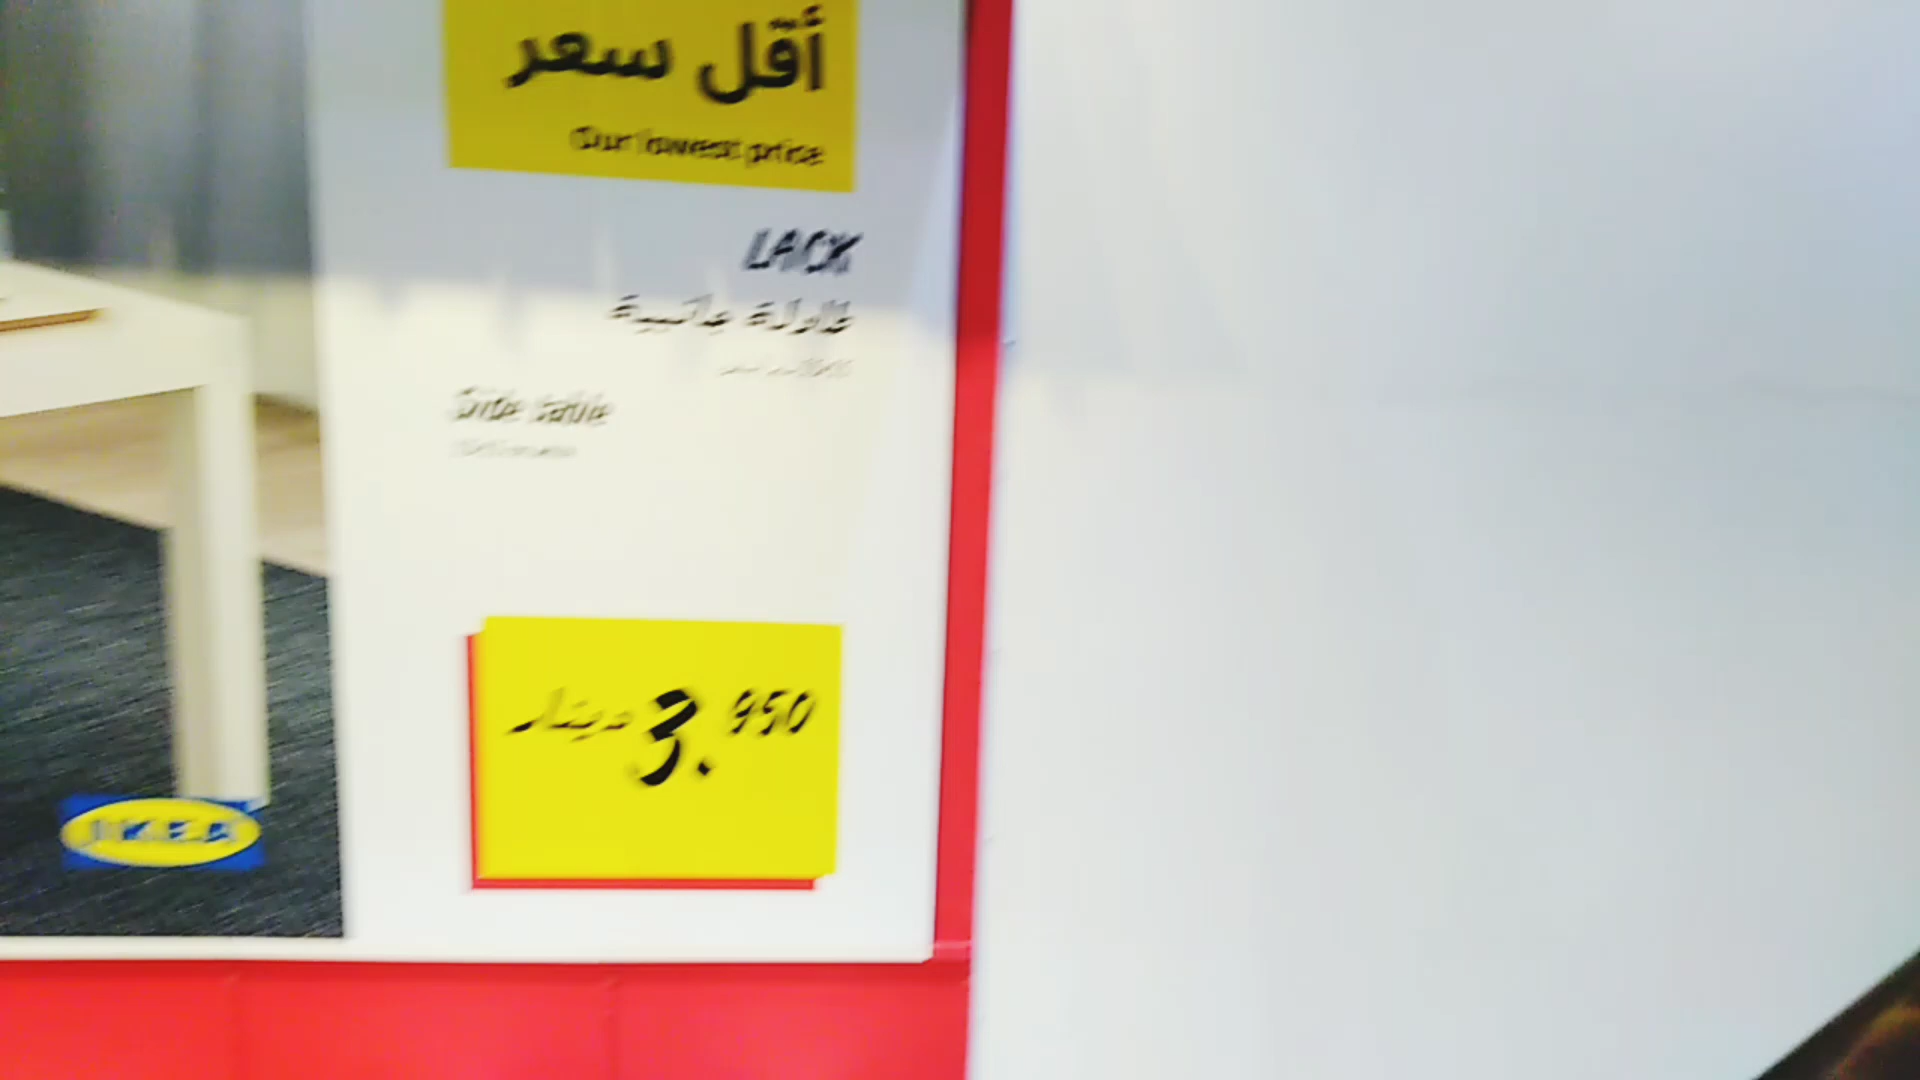 أقل سعر
Our lowest price
LACK
طاولة جانبية
Side table
3.950 دينار
IKEA